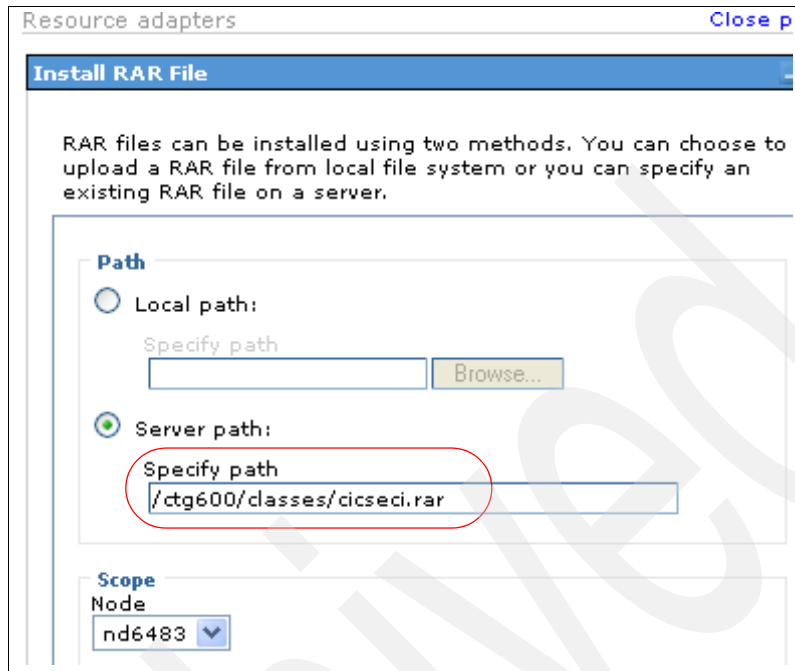 Resource adapters Close p
Install RAR File
RAR files can be installed using two methods. You can choose to
upload a RAR file from local file system or you can specify an
existing RAR file on a server.
Path
Local path:
Specify path
Browse...
Server path:
Specify path
/ctg600/classes/cicseci.rar
Scope
Node
nd6483
hived